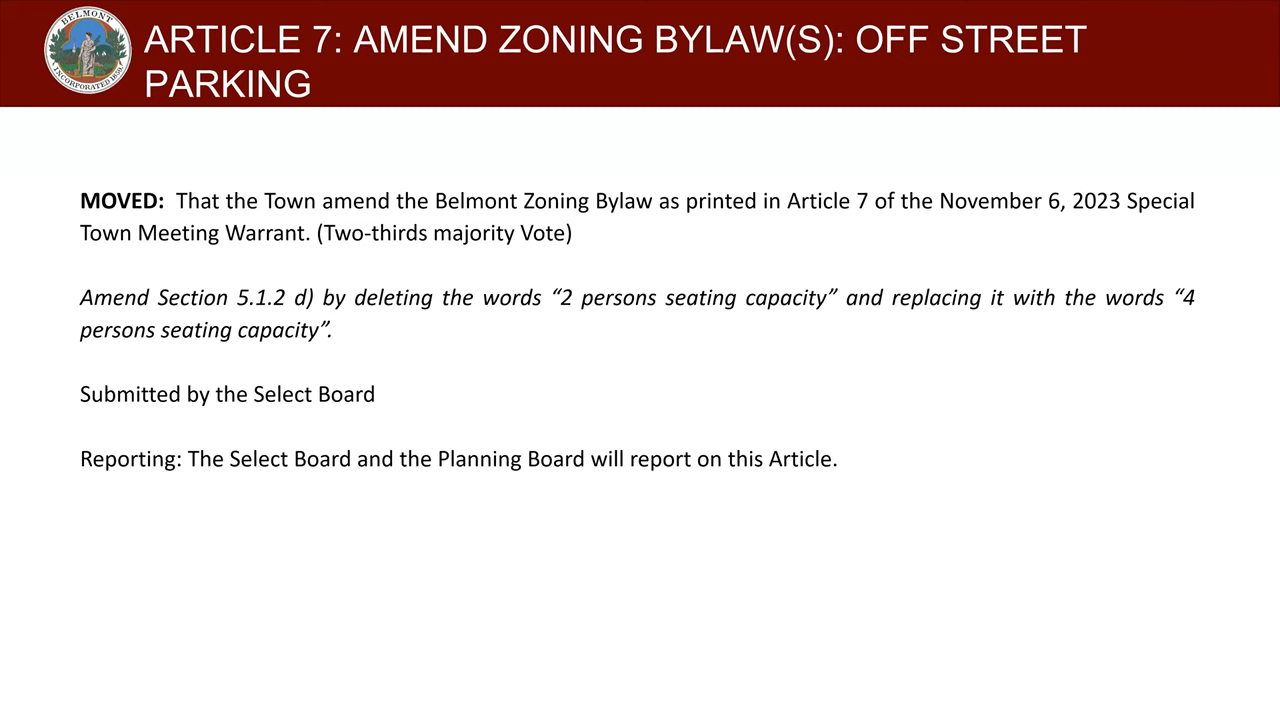 BELMONT
INCORPORATED 1859
ARTICLE 7: AMEND ZONING BYLAW(S): OFF STREET
PARKING
MOVED: That the Town amend the Belmont Zoning Bylaw as printed in Article 7 of the November 6, 2023 Special
Town Meeting Warrant. (Two-thirds majority Vote)
Amend Section 5.1.2 d) by deleting the words “2 persons seating capacity” and replacing it with the words “4
persons seating capacity”.
Submitted by the Select Board
Reporting: The Select Board and the Planning Board will report on this Article.